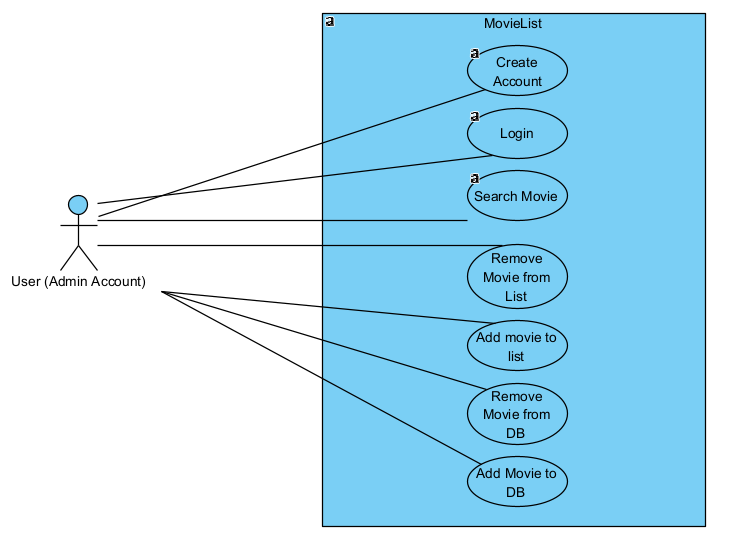 a
MovieList
a
Create
Account
a
Login
a
Search Movie
User (Admin Account)
Remove
Movie from
List
Add movie to
list
Remove
Movie from
DB
Add Movie to
DB